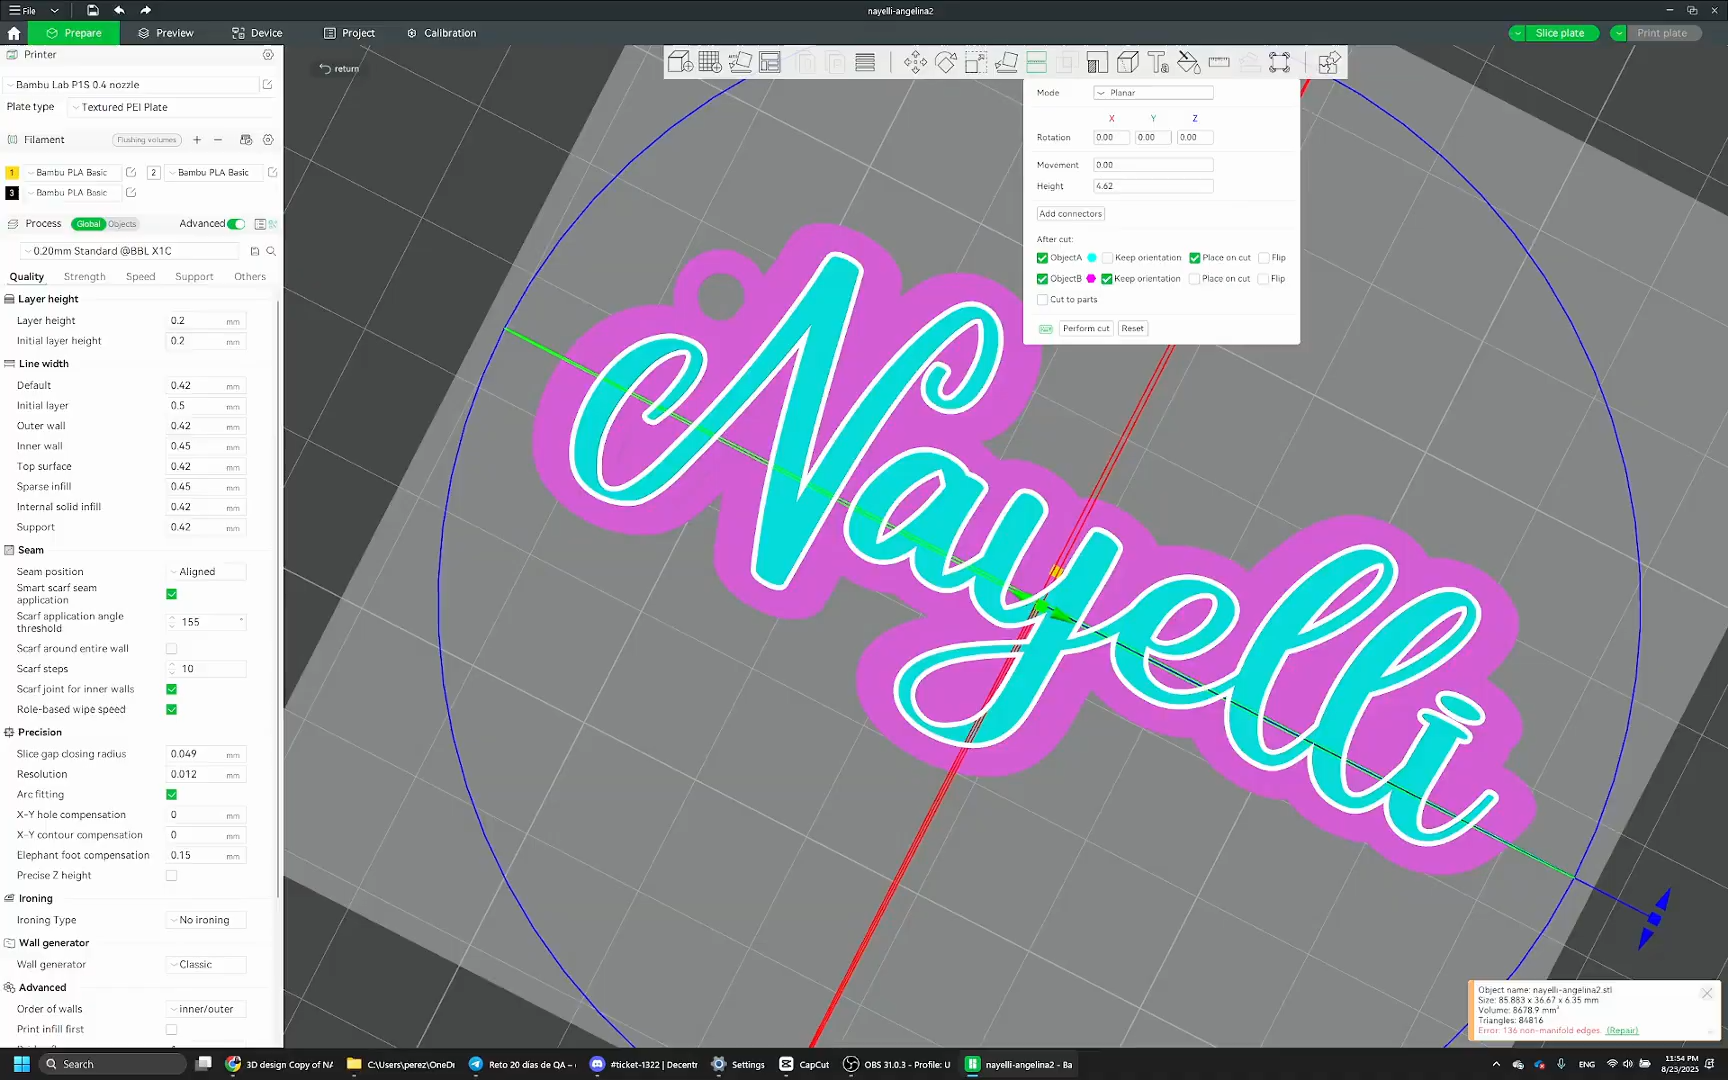 File
nayelli-angelina2
Prepare
Preview
Device
Project
Calibration
Slice plate
Print plate
Printer
return
Bambu Lab P1S 0.4 nozzle
Plate type
Textured PEI Plate
Filament
Flushing volumes
1 Bambu PLA Basic
2 Bambu PLA Basic
3 Bambu PLA Basic
Process
Global
Objects
Advanced
0.20mm Standard @BBL X1C
Quality
Strength
Speed
Support
Others
Layer height
Layer height 0.2 mm
Initial layer height 0.2 mm
Line width
Default 0.42 mm
Initial layer 0.5 mm
Outer wall 0.42 mm
Inner wall 0.45 mm
Top surface 0.42 mm
Sparse infill 0.45 mm
Internal solid infill 0.42 mm
Support 0.42 mm
Seam
Seam position Aligned
Smart scarf seam
application
Scarf application angle
threshold
155 °
Scarf around entire wall
Scarf steps 10
Scarf joint for inner walls
Role-based wipe speed
Precision
Slice gap closing radius 0.049 mm
Resolution 0.012 mm
Arc fitting
X-Y hole compensation 0 mm
X-Y contour compensation 0 mm
Elephant foot compensation 0.15 mm
Precise Z height
Ironing
Ironing Type No ironing
Wall generator
Wall generator Classic
Advanced
Order of walls inner/outer
Print infill first
Mode Planar
X Y Z
Rotation 0.00 0.00 0.00
Movement 0.00
Height 4.62
Add connectors
After cut:
ObjectA Keep orientation Place on cut Flip
ObjectB Keep orientation Place on cut Flip
Cut to parts
Perform cut
Reset
Nayelli
Object name: nayelli-angelina2.stl
Size: 85.883 x 36.67 x 6.35 mm
Volume: 8678.9 mm³
Triangles: 84816
Error: 136 non-manifold edges. (Repair)
Search
3D design Copy of NA
C:\Users\perez\OneDr
Reto 20 días de QA –
#ticket-1322 | Decentr
Settings
CapCut
OBS 31.0.3 - Profile: U
nayelli-angelina2 - Ba
ENG
11:54 PM
8/23/2025